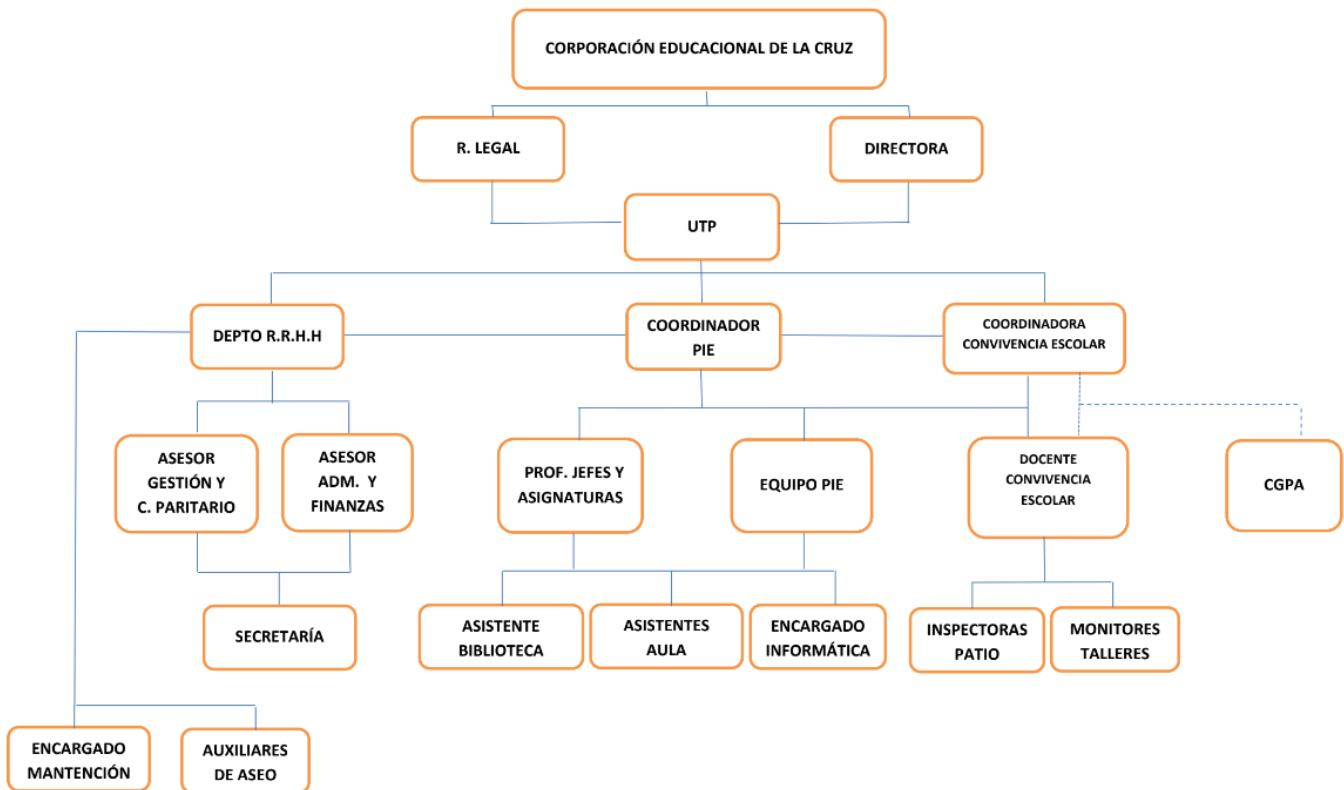 CORPORACIÓN EDUCACIONAL DE LA CRUZ
R. LEGAL
DIRECTORA
UTP
DEPTO R.R.H.H
COORDINADOR
PIE
COORDINADORA
CONVIVENCIA ESCOLAR
ASESOR
GESTIÓN Y
C. PARITARIO
ASESOR
ADM. Y
FINANZAS
PROF. JEFES Y
ASIGNATURAS
EQUIPO PIE
DOCENTE
CONVIVENCIA
ESCOLAR
CGPA
SECRETARÍA
ASISTENTE
BIBLIOTECA
ASISTENTES
AULA
ENCARGADO
INFORMÁTICA
INSPECTORAS
PATIO
MONITORES
TALLERES
ENCARGADO
MANTENCIÓN
AUXILIARES
DE ASEO